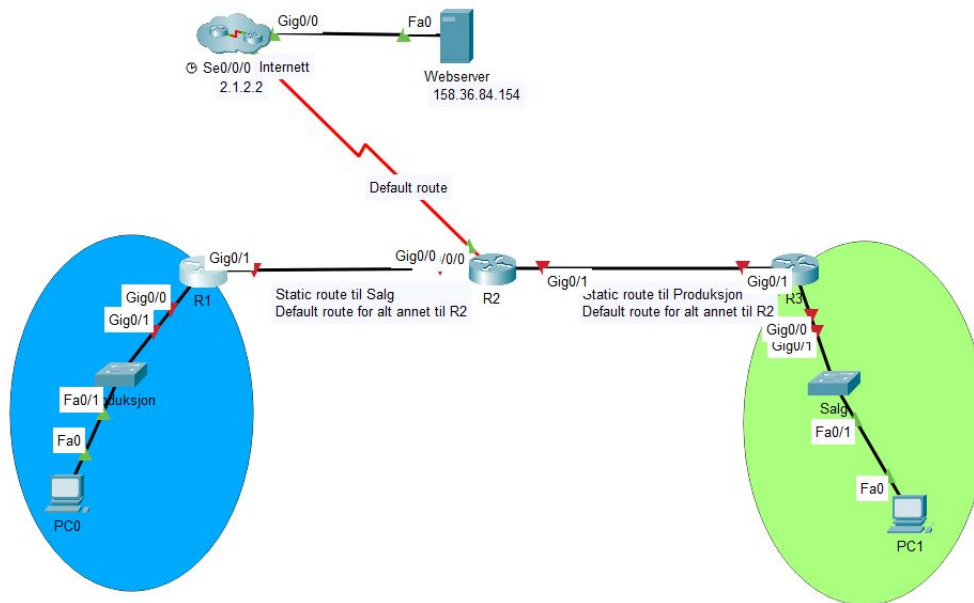 Gig0/0
Fa0
Se0/0/0 Internett
2.1.2.2
Webserver
158.36.84.154
Default route
Gig0/1
Gig0/0
/0/0
R1
R2
Gig0/1
Gig0/1
R3
Static route til Salg
Default route for alt annet til R2
Static route til Produksjon
Default route for alt annet til R2
Gig0/0
Gig0/1
Gig0/0
Gig0/1
Fa0/1
duksjon
Fa0
PC0
Salg
Fa0/1
Fa0
PC1